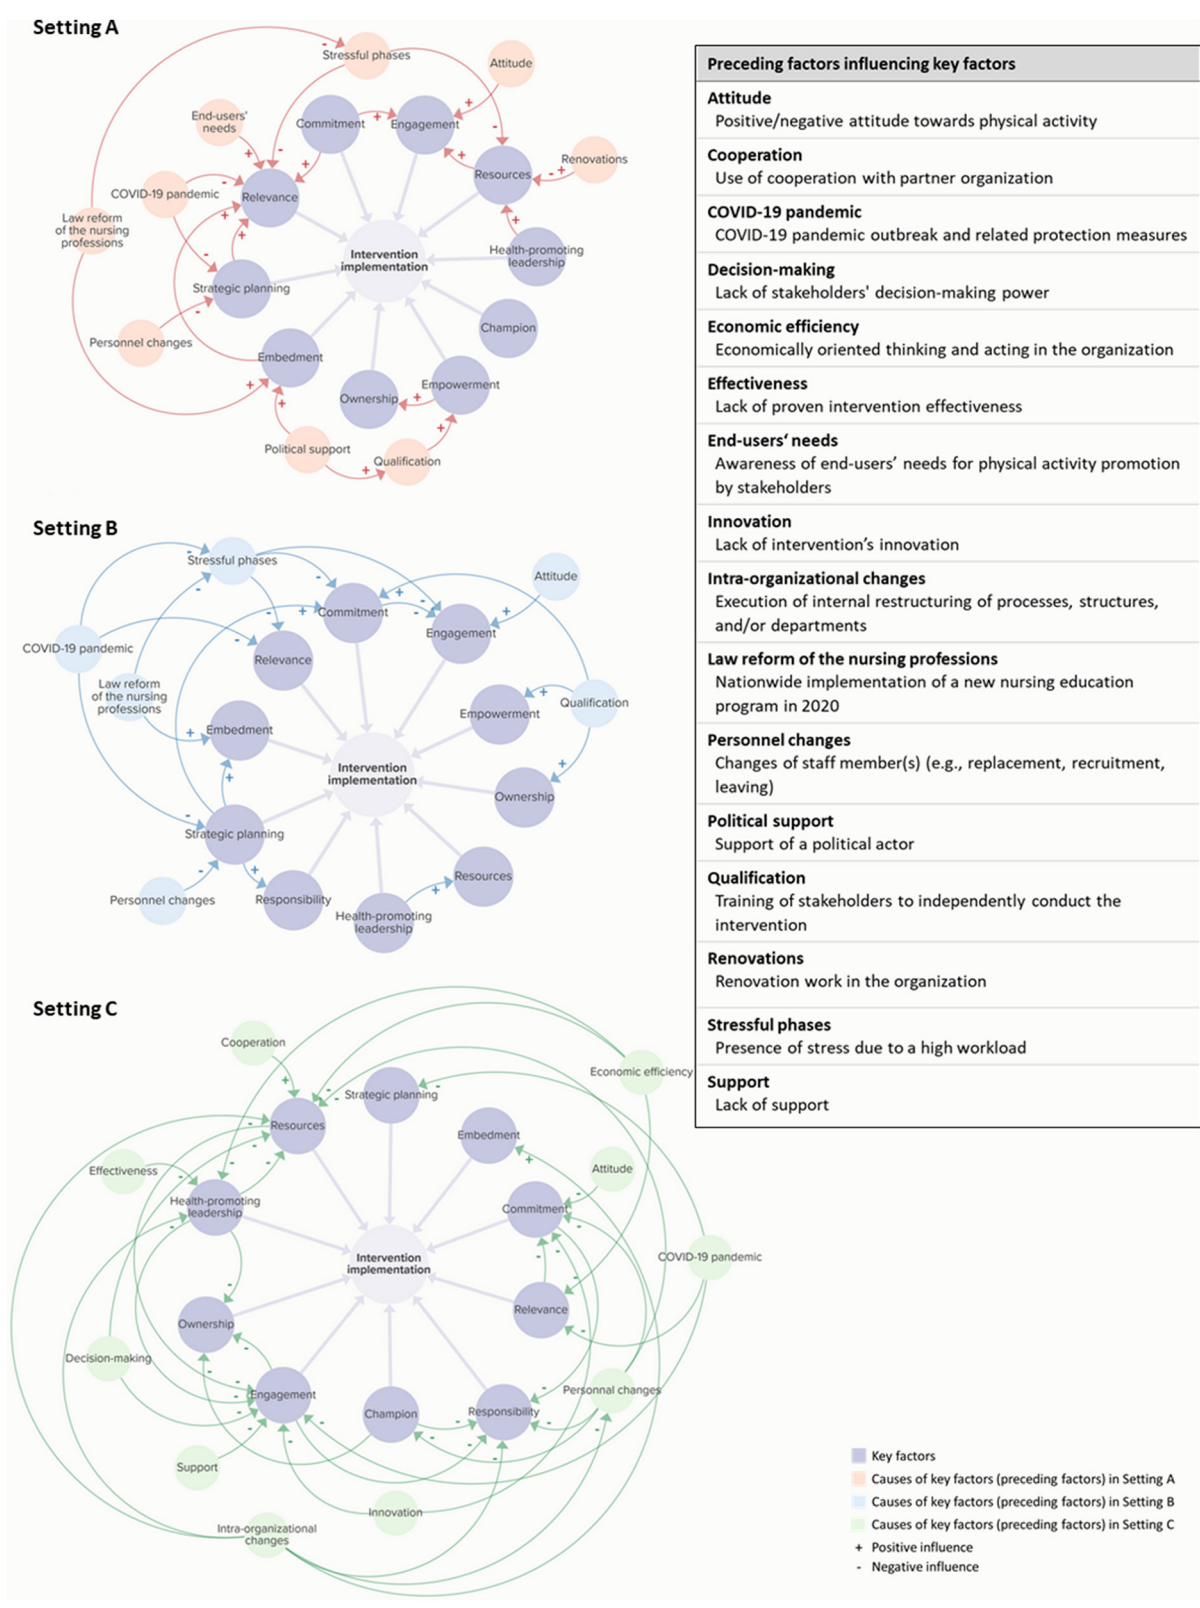 Setting A
Stressful phases
Attitude
End-users'
needs
Commitment
Engagement
Renovations
Resources
COVID-19 pandemic
Relevance
Law reform
of the nursing
professions
Health-promoting
leadership
Intervention
implementation
Strategic planning
Champion
Personnel changes
Embedment
Empowerment
Ownership
Political support
Qualification
Setting B
Stressful phases
Attitude
Commitment
Engagement
COVID-19 pandemic
Relevance
Law reform
of the nursing
professions
Qualification
Empowerment
Embedment
Intervention
implementation
Ownership
Strategic planning
Resources
Personnel changes
Responsibility
Health-promoting
leadership
Setting C
Cooperation
Economic efficiency
Strategic planning
Resources
Embedment
Effectiveness
Attitude
Health-promoting
leadership
Commitment
COVID-19 pandemic
Intervention
implementation
Relevance
Ownership
Decision-making
Personnal changes
Engagement
Champion
Responsibility
Support
Innovation
Intra-organizational
changes
Preceding factors influencing key factors
Attitude
Positive/negative attitude towards physical activity
Cooperation
Use of cooperation with partner organization
COVID-19 pandemic
COVID-19 pandemic outbreak and related protection measures
Decision-making
Lack of stakeholders' decision-making power
Economic efficiency
Economically oriented thinking and acting in the organization
Effectiveness
Lack of proven intervention effectiveness
End-users‘ needs
Awareness of end-users’ needs for physical activity promotion
by stakeholders
Innovation
Lack of intervention’s innovation
Intra-organizational changes
Execution of internal restructuring of processes, structures,
and/or departments
Law reform of the nursing professions
Nationwide implementation of a new nursing education
program in 2020
Personnel changes
Changes of staff member(s) (e.g., replacement, recruitment,
leaving)
Political support
Support of a political actor
Qualification
Training of stakeholders to independently conduct the
intervention
Renovations
Renovation work in the organization
Stressful phases
Presence of stress due to a high workload
Support
Lack of support
Key factors
Causes of key factors (preceding factors) in Setting A
Causes of key factors (preceding factors) in Setting B
Causes of key factors (preceding factors) in Setting C
+ Positive influence
- Negative influence